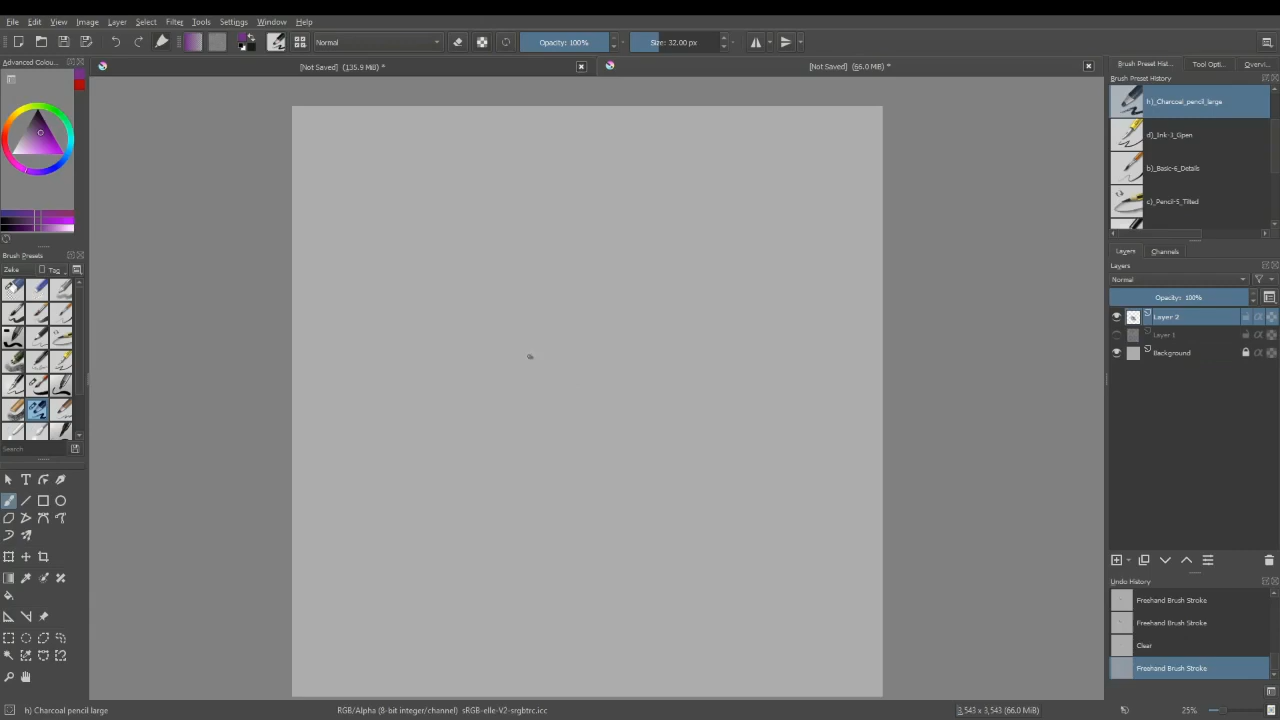 File Edit View Image Layer Select Filter Tools Settings Window Help
Normal Opacity: 100% Size: 32.00 px
Advanced Colou... [Not Saved] (135.9 MiB) * [Not Saved] (66.0 MiB) * Brush Preset Hist... Tool Opti... Overvi...
Brush Preset History
h)_Charcoal_pencil_large
d)_Ink-3_Gpen
b)_Basic-6_Details
c)_Pencil-5_Tilted
Brush Presets
Zeke Tag
Search
Layers Channels
Layers
Normal
Opacity: 100%
Layer 2
Layer 1
Background
Undo History
Freehand Brush Stroke
Freehand Brush Stroke
Clear
Freehand Brush Stroke
h) Charcoal pencil large RGB/Alpha (8-bit integer/channel) sRGB-elle-V2-srgbtrc.icc 3,543 x 3,543 (66.0 MiB) 25%